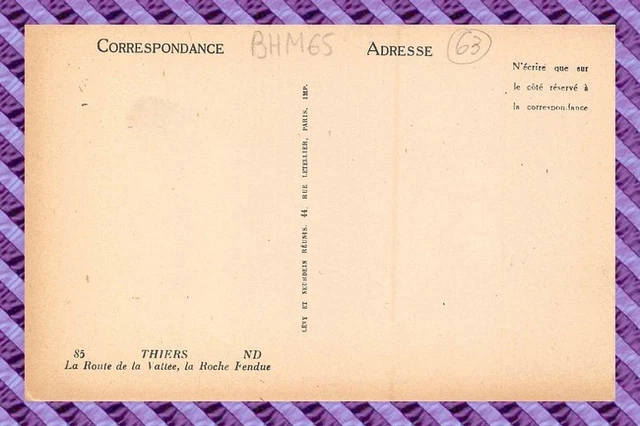 CORRESPONDANCE BHM65 ADRESSE 63
N'écrire que sur
le côté réservé à
la correspondance
LÉVY ET NEURDEIN RÉUNIS. 44, RUE LETELLIER, PARIS, IMP.
85 THIERS ND
La Route de la Vallée, la Roche Fendue